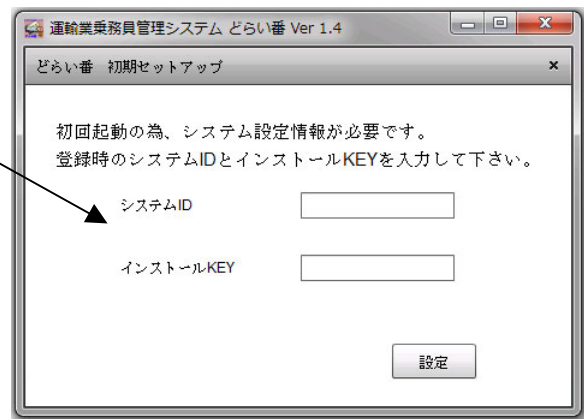 運輸業乗務員管理システム どらい番 Ver 1.4
どらい番 初期セットアップ
初回起動の為、システム設定情報が必要です。
登録時のシステムIDとインストールKEYを入力して下さい。
システムID
インストールKEY
設定